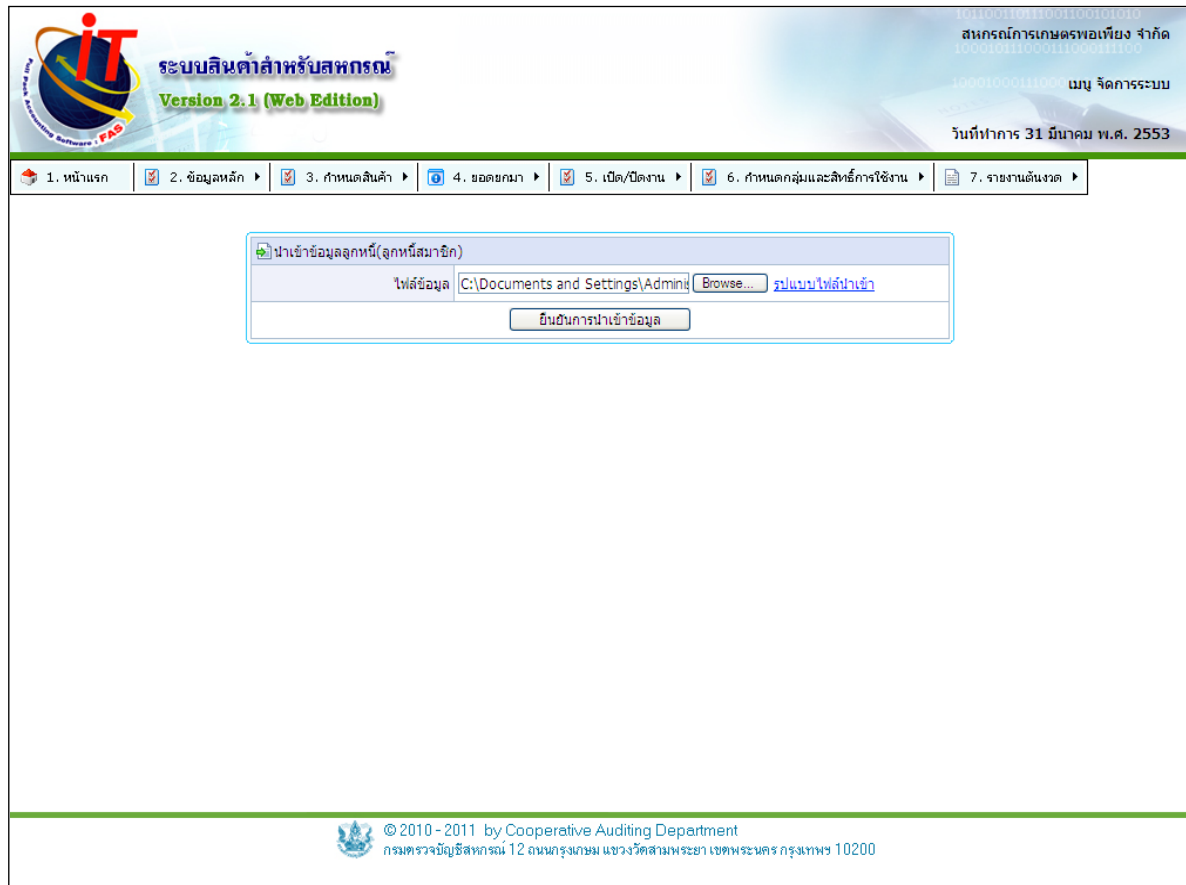 1011001101110011001010​10
สหกรณ์การเกษตรพอเพียง จำกัด
iT
Full Pack Accounting Software : FAS
ระบบสินค้าสำหรับสหกรณ์
Version 2.1 (Web Edition)
เมนู จัดการระบบ
วันที่ทำการ 31 มีนาคม พ.ศ. 2553
1. หน้าแรก 2. ข้อมูลหลัก 3. กำหนดสินค้า 4. ยอดยกมา 5. เปิด/ปิดงาน 6. กำหนดกลุ่มและสิทธิ์การใช้งาน 7. รายงานต้นงวด
นำเข้าข้อมูลลูกหนี้(ลูกหนี้สมาชิก)
ไฟล์ข้อมูล C:\Documents and Settings\Admini Browse... รูปแบบไฟล์นำเข้า
ยืนยันการนำเข้าข้อมูล
© 2010 - 2011 by Cooperative Auditing Department
กรมตรวจบัญชีสหกรณ์ 12 ถนนกรุงเกษม แขวงวัดสามพระยา เขตพระนคร กรุงเทพฯ 10200